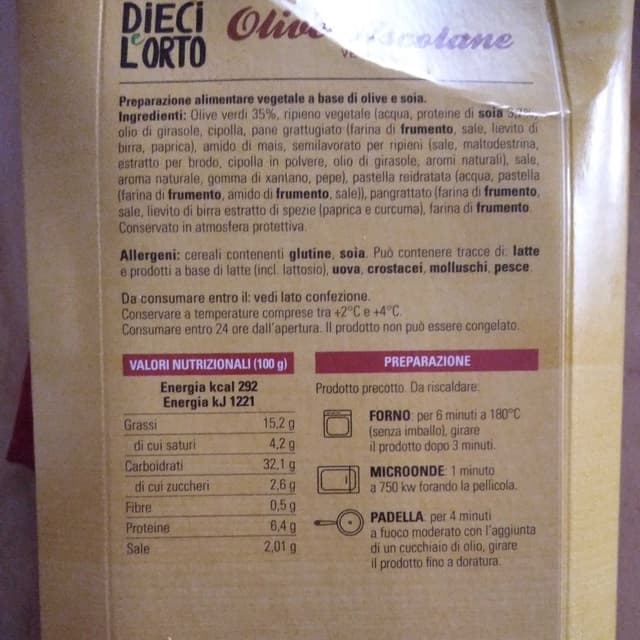 DIECI
e
L'ORTO
Olive Ascolane
VE
Preparazione alimentare vegetale a base di olive e soia.
Ingredienti: Olive verdi 35%, ripieno vegetale (acqua, proteine di soia
olio di girasole, cipolla, pane grattugiato (farina di frumento, sale, lievito di
birra, paprica), amido di mais, semilavorato per ripieni (sale, maltodestrina,
estratto per brodo, cipolla in polvere, olio di girasole, aromi naturali), sale,
aroma naturale, gomma di xantano, pepe), pastella reidratata (acqua, pastella
(farina di frumento, amido di frumento, sale)), pangrattato (farina di frumento,
sale, lievito di birra estratto di spezie (paprica e curcuma), farina di frumento.
Conservato in atmosfera protettiva.
Allergeni: cereali contenenti glutine, soia. Può contenere tracce di: latte
e prodotti a base di latte (incl. lattosio), uova, crostacei, molluschi, pesce.
Da consumare entro il: vedi lato confezione.
Conservare a temperature comprese tra +2°C e +4°C.
Consumare entro 24 ore dall'apertura. Il prodotto non può essere congelato.
VALORI NUTRIZIONALI (100 g)
Energia kcal 292
Energia kJ 1221
Grassi 15,2 g
di cui saturi 4,2 g
Carboidrati 32,1 g
di cui zuccheri 2,6 g
Fibre 0,5 g
Proteine 6,4 g
Sale 2,01 g
PREPARAZIONE
Prodotto precotto. Da riscaldare:
FORNO: per 6 minuti a 180°C
(senza imballo), girare
il prodotto dopo 3 minuti.
MICROONDE: 1 minuto
a 750 kw forando la pellicola.
PADELLA: per 4 minuti
a fuoco moderato con l'aggiunta
di un cucchiaio di olio, girare
il prodotto fino a doratura.